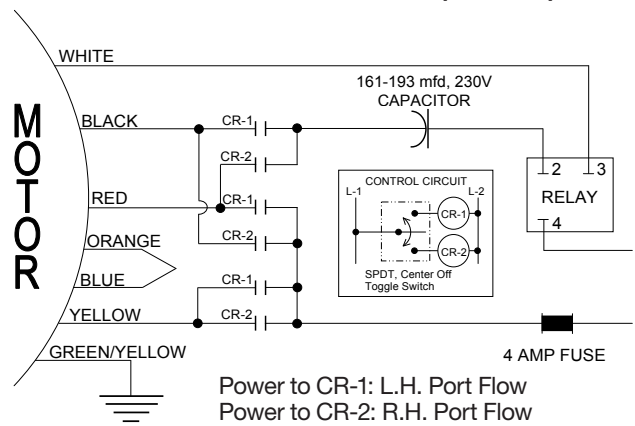 WHITE
161-193 mfd, 230V
CAPACITOR
MOTOR
BLACK
CR-1
CR-2
2
3
RELAY
4
CONTROL CIRCUIT
L-1
L-2
CR-1
CR-2
SPDT, Center Off
Toggle Switch
RED
CR-1
CR-2
ORANGE
BLUE
CR-1
YELLOW
CR-2
GREEN/YELLOW
4 AMP FUSE
Power to CR-1: L.H. Port Flow
Power to CR-2: R.H. Port Flow